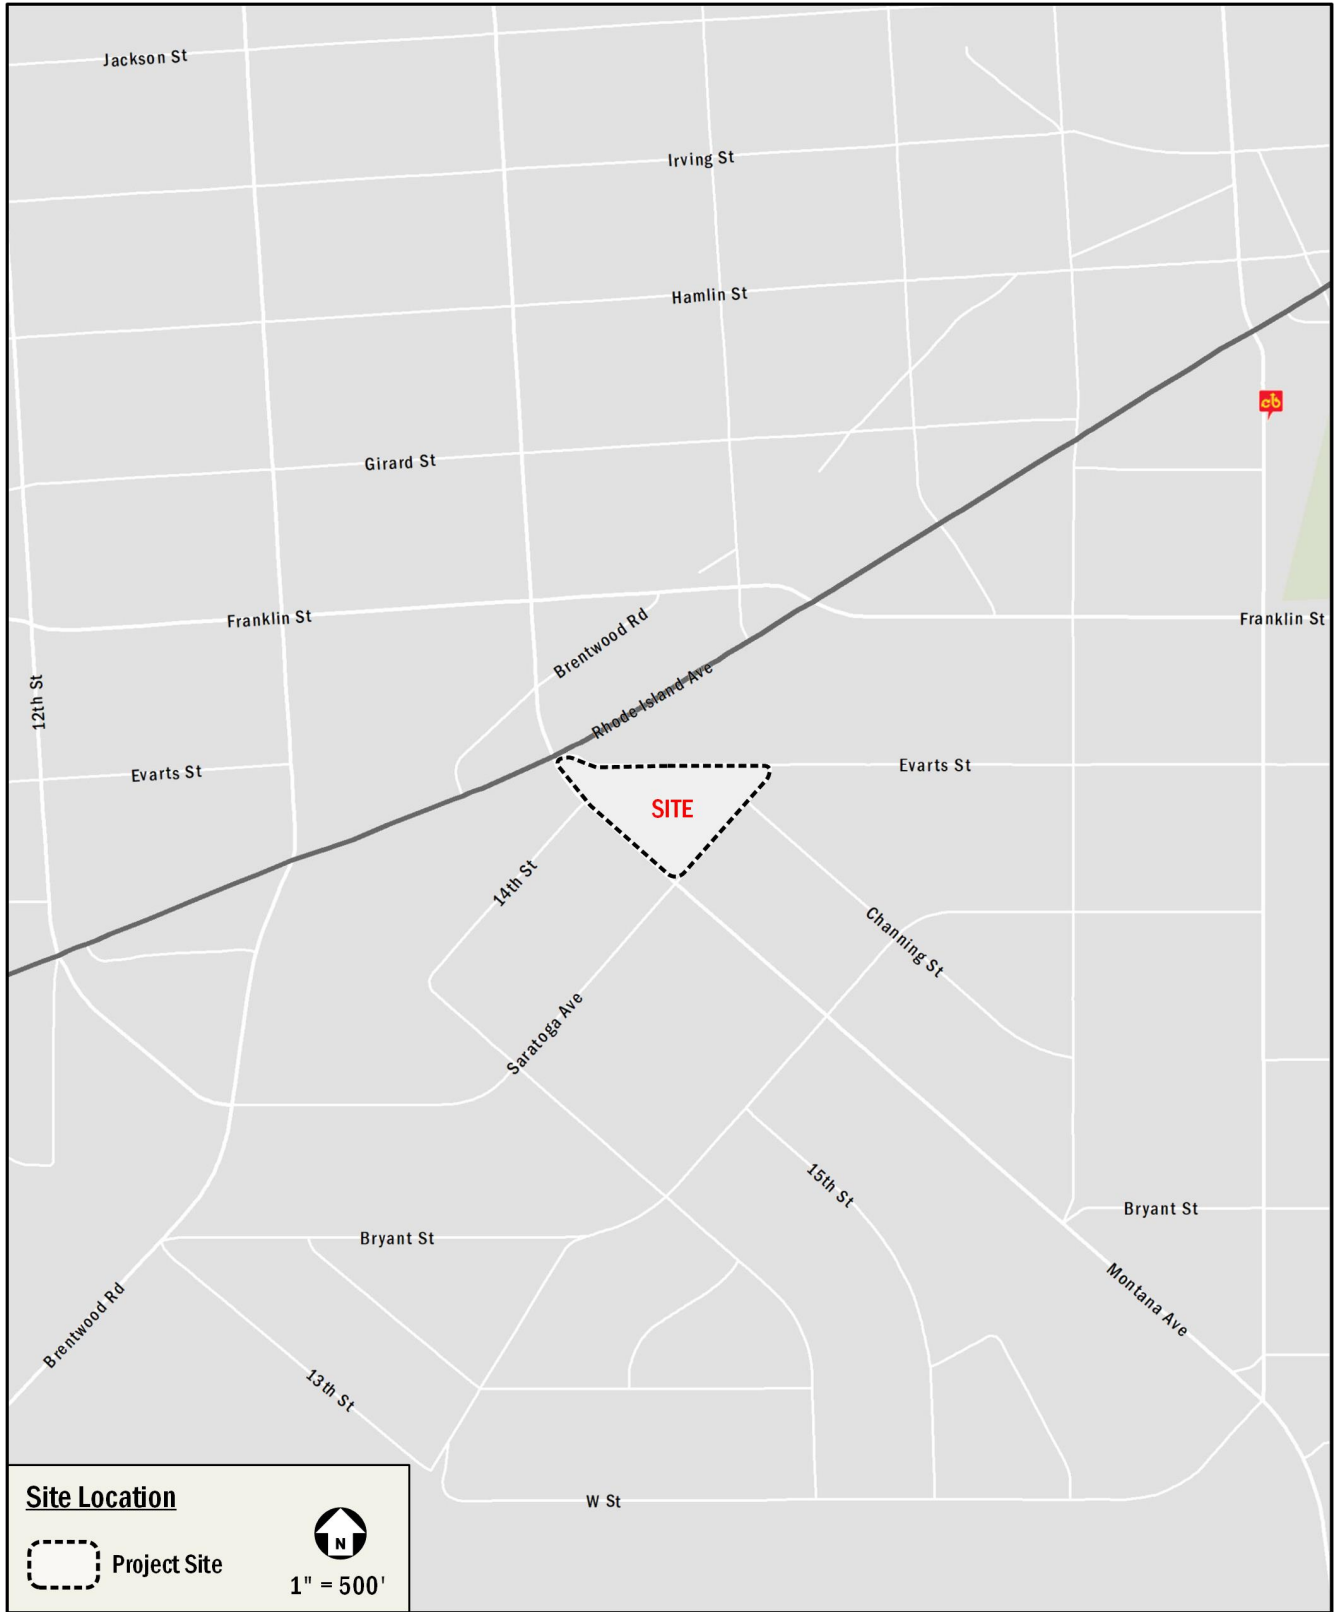 Jackson St
Irving St
Hamlin St
cb
Girard St
Franklin St
Brentwood Rd
Franklin St
12th St
Rhode Island Ave
Evarts St
Evarts St
SITE
14th St
Channing St
Saratoga Ave
15th St
Bryant St
Bryant St
Brentwood Rd
Montana Ave
13th St
W St
Site Location
N
Project Site
1" = 500'